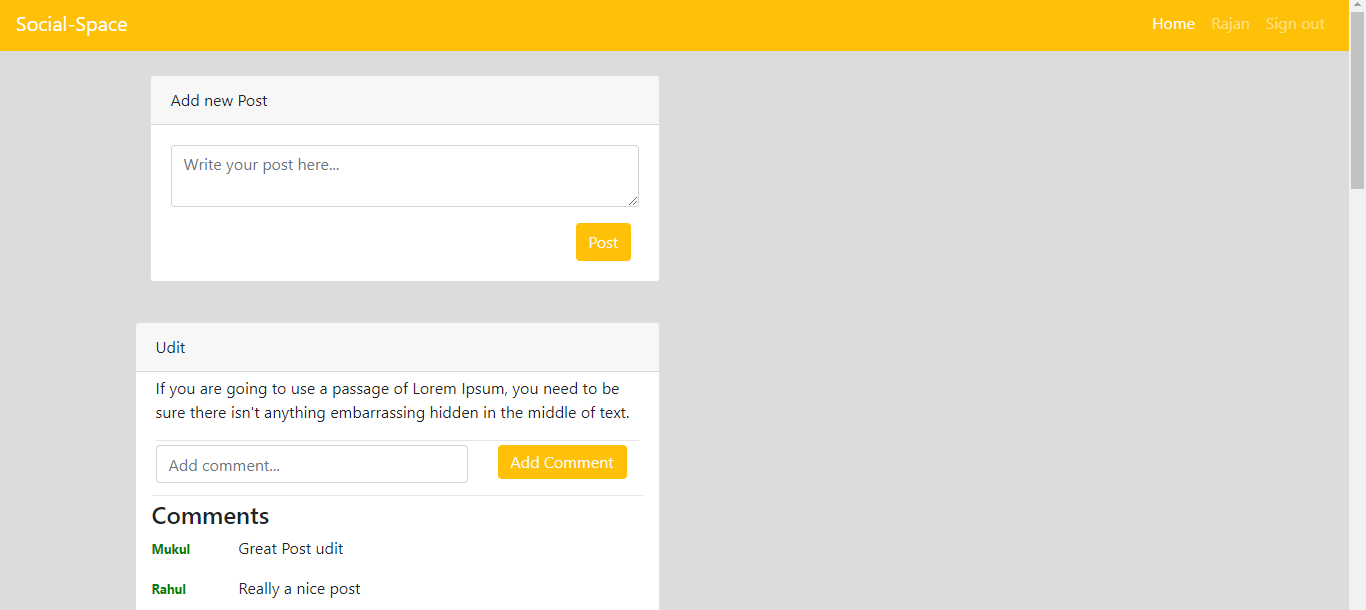 Social-Space Home Rajan Sign out
Add new Post
Write your post here...
Post
Udit
If you are going to use a passage of Lorem Ipsum, you need to be
sure there isn't anything embarrassing hidden in the middle of text.
Add comment... Add Comment
Comments
Mukul Great Post udit
Rahul Really a nice post